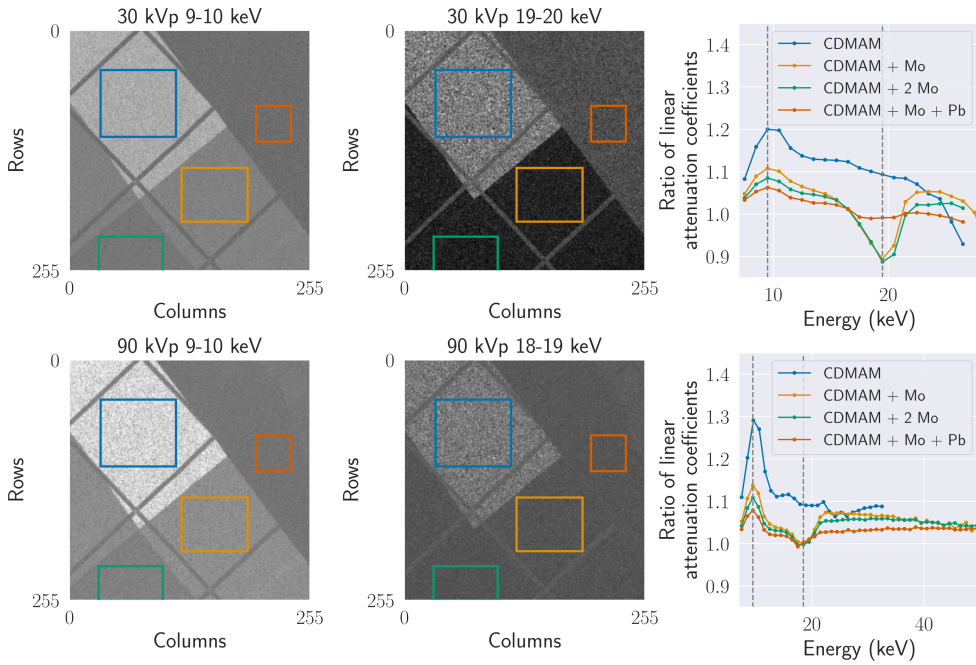 30 kVp 9-10 keV
0
Rows
255
0
255
Columns
30 kVp 19-20 keV
0
Rows
255
0
255
Columns
Ratio of linear
attenuation coefficients
1.4
1.3
1.2
1.1
1.0
0.9
CDMAM
CDMAM + Mo
CDMAM + 2 Mo
CDMAM + Mo + Pb
10
20
Energy (keV)
90 kVp 9-10 keV
0
Rows
255
0
255
Columns
90 kVp 18-19 keV
0
Rows
255
0
255
Columns
Ratio of linear
attenuation coefficients
1.4
1.3
1.2
1.1
1.0
0.9
CDMAM
CDMAM + Mo
CDMAM + 2 Mo
CDMAM + Mo + Pb
20
40
Energy (keV)